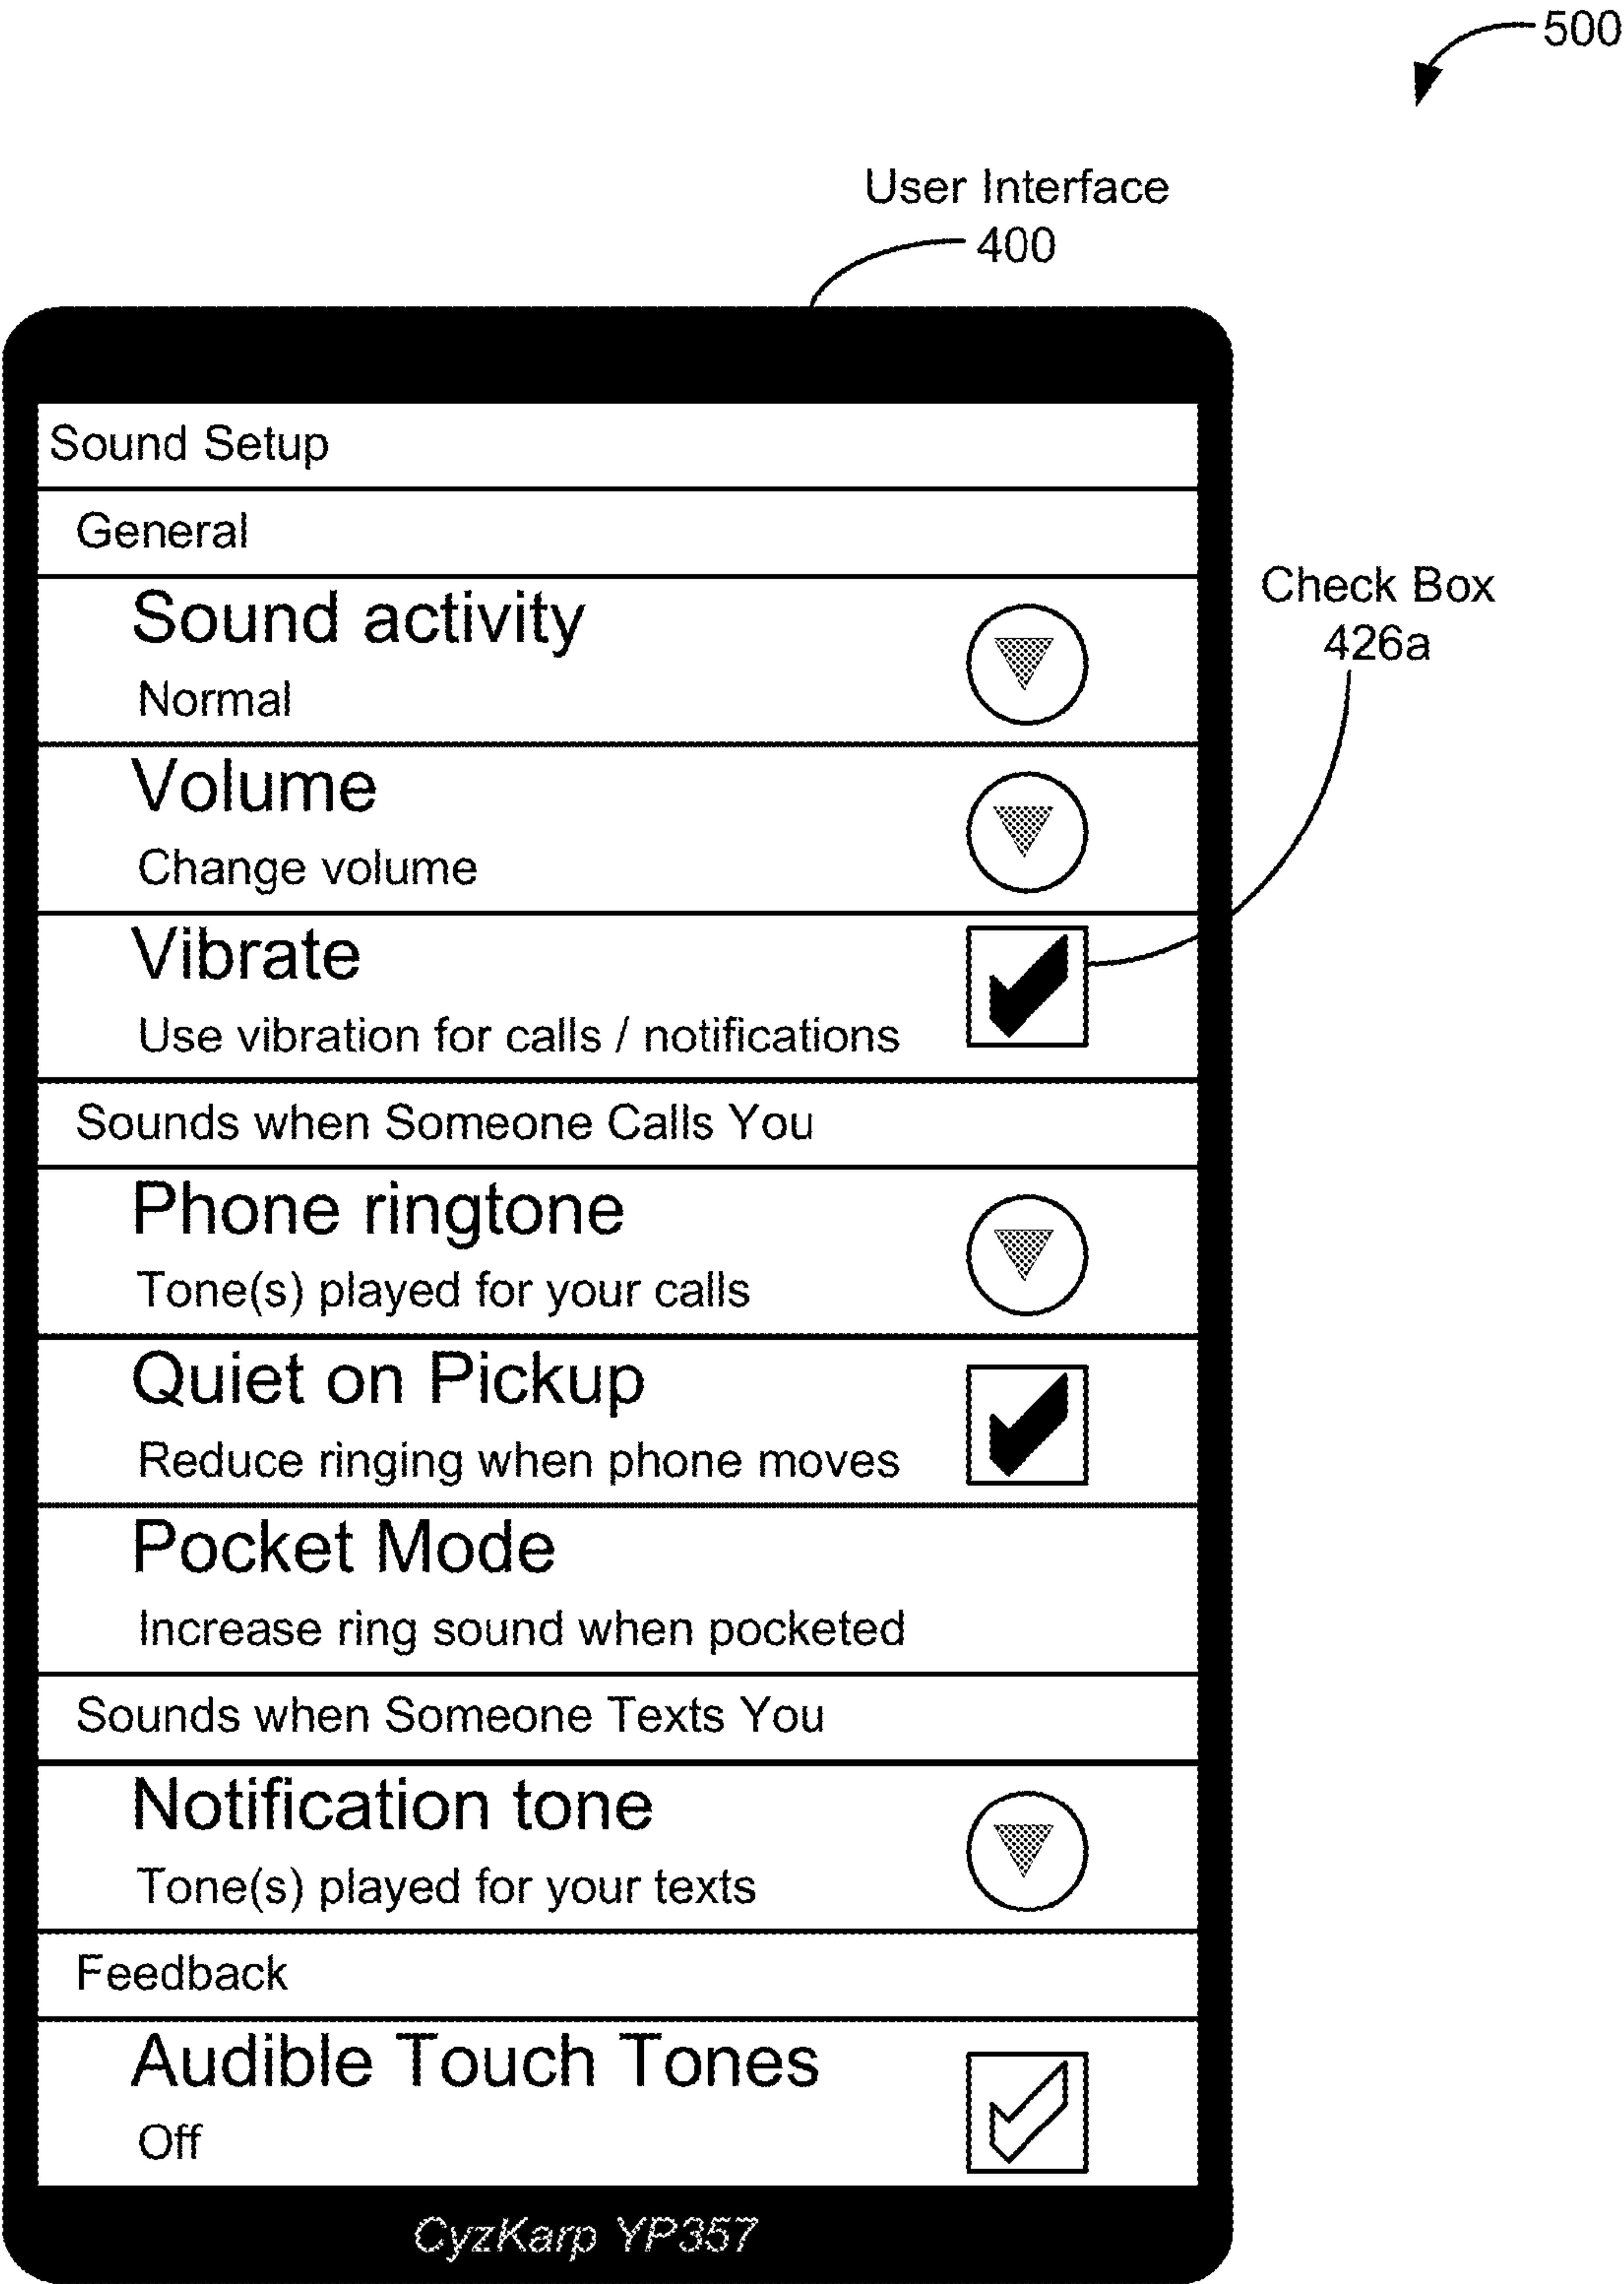 500
User Interface
400
Sound Setup
General
Sound activity
Normal
Check Box
426a
Volume
Change volume
Vibrate
Use vibration for calls / notifications
Sounds when Someone Calls You
Phone ringtone
Tone(s) played for your calls
Quiet on Pickup
Reduce ringing when phone moves
Pocket Mode
Increase ring sound when pocketed
Sounds when Someone Texts You
Notification tone
Tone(s) played for your texts
Feedback
Audible Touch Tones
Off
CyzKarp YP357